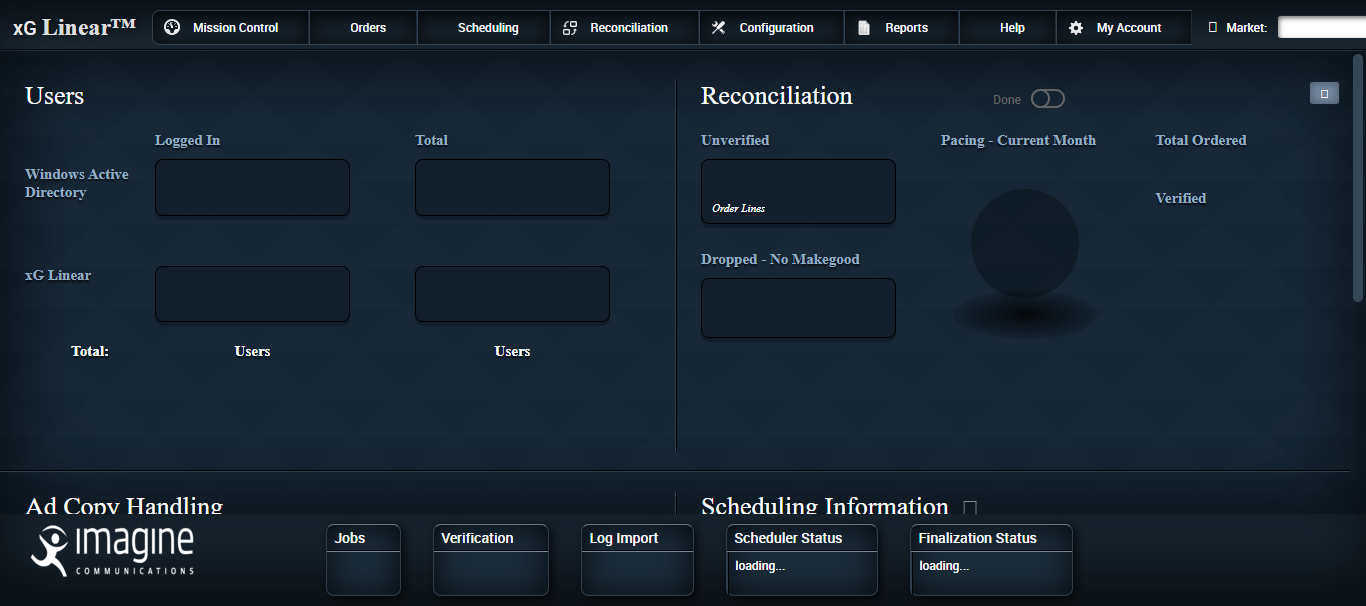 xG Linear™
Mission Control
Orders
Scheduling
Reconciliation
Configuration
Reports
Help
My Account
Market:
Users
Logged In
Total
Windows Active
Directory
xG Linear
Total:
Users
Users
Reconciliation
Done
Unverified
Pacing - Current Month
Total Ordered
Order Lines
Verified
Dropped - No Makegood
Ad Copy Handling
Scheduling Information
imagine
COMMUNICATIONS
Jobs
Verification
Log Import
Scheduler Status
loading...
Finalization Status
loading...